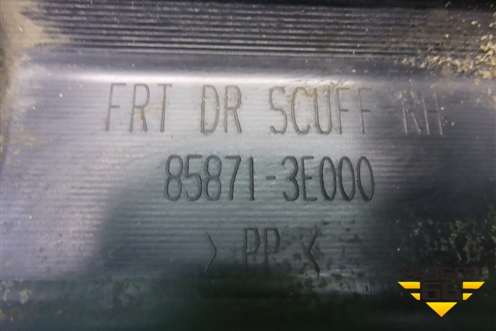 FRT DR SCUFF RH
85871-3E000
> PP <